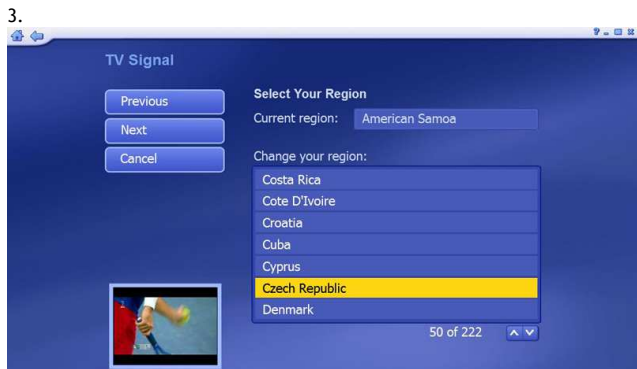 3.
TV Signal
Previous
Next
Cancel
Select Your Region
Current region: American Samoa
Change your region:
Costa Rica
Cote D'Ivoire
Croatia
Cuba
Cyprus
Czech Republic
Denmark
50 of 222